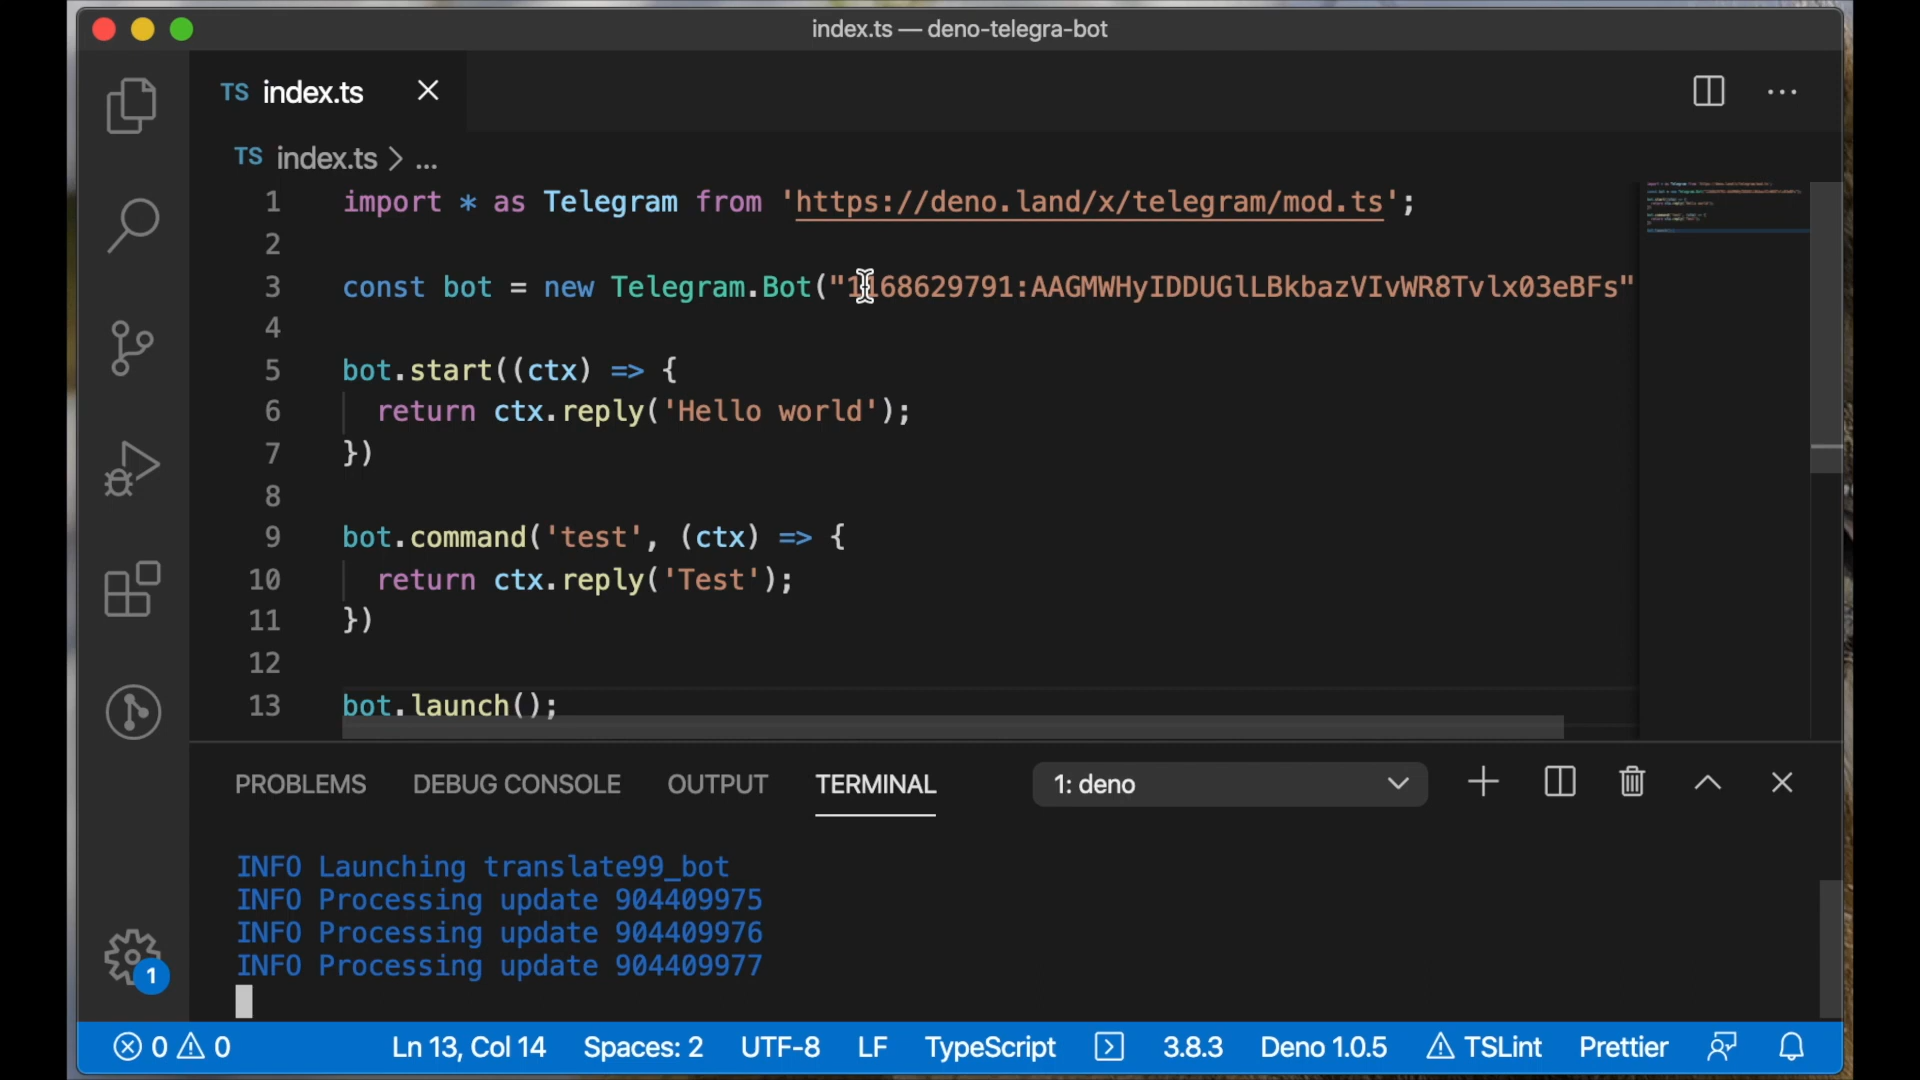 index.ts — deno-telegra-bot
TS index.ts
TS index.ts > ...
1 import * as Telegram from 'https://deno.land/x/telegram/mod.ts';
2
3 const bot = new Telegram.Bot("1168629791:AAGMWHyIDDUGlLBkbazVIvWR8Tvlx03eBFs"
4
5 bot.start((ctx) => {
6 return ctx.reply('Hello world');
7 })
8
9 bot.command('test', (ctx) => {
10 return ctx.reply('Test');
11 })
12
13 bot.launch();
PROBLEMS DEBUG CONSOLE OUTPUT TERMINAL 1: deno
INFO Launching translate99_bot
INFO Processing update 904409975
INFO Processing update 904409976
INFO Processing update 904409977
1
0 0 Ln 13, Col 14 Spaces: 2 UTF-8 LF TypeScript 3.8.3 Deno 1.0.5 TSLint Prettier